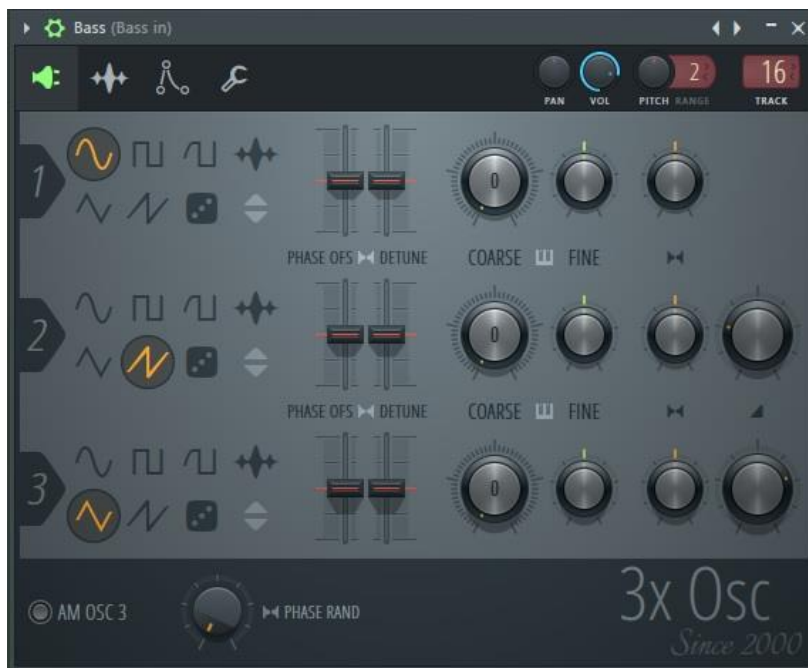 Bass (Bass in)
2
16
PAN VOL PITCH RANGE TRACK
1
0
PHASE OFS DETUNE COARSE FINE
2
0
PHASE OFS DETUNE COARSE FINE
3
0
AM OSC 3
PHASE RAND
3x Osc
Since 2000